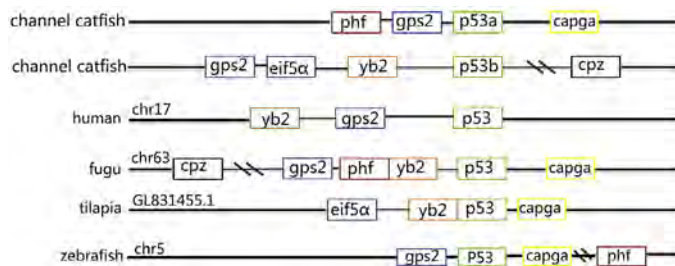 channel catfish phf gps2 p53a capga
channel catfish gps2 eif5α yb2 p53b cpz
human chr17 yb2 gps2 p53
fugu chr63 cpz gps2 phf yb2 p53 capga
tilapia GL831455.1 eif5α yb2 p53 capga
zebrafish chr5 gps2 P53 capga phf